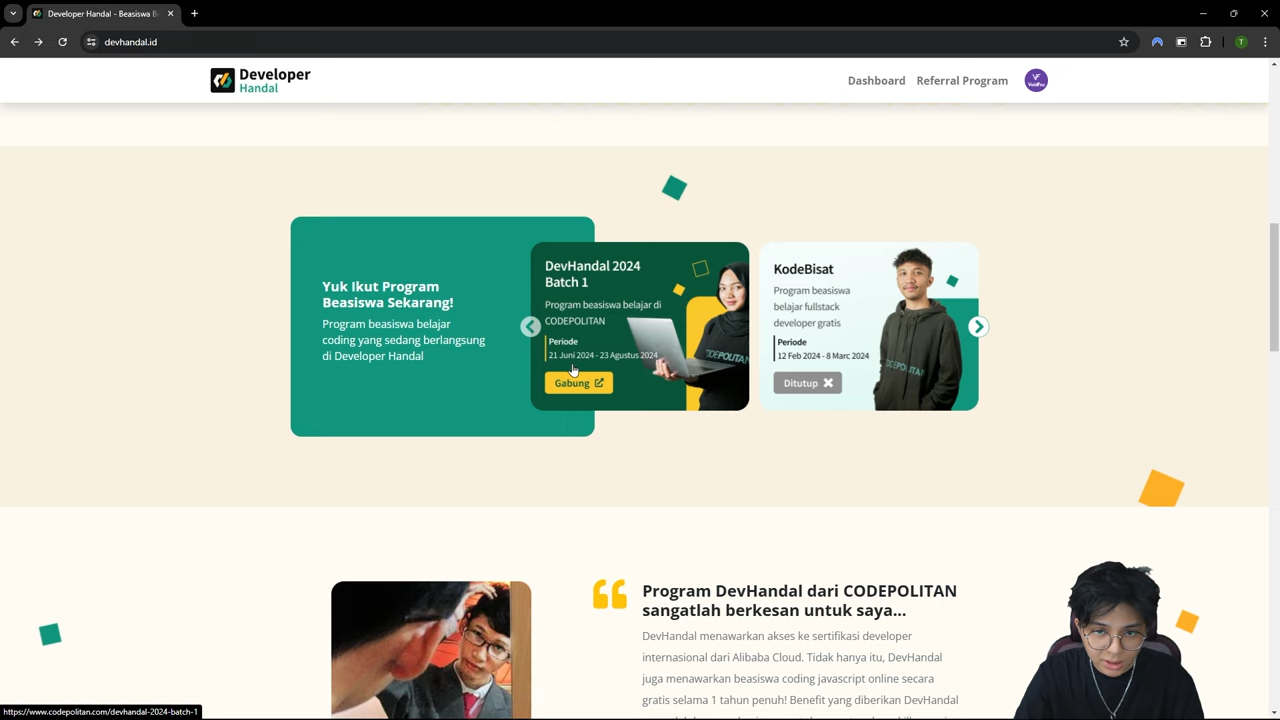 Developer Handal - Beasiswa B
devhandal.id
T
Developer
Handal
Dashboard
Referral Program
VF
VoidFnc
Yuk Ikut Program
Beasiswa Sekarang!
Program beasiswa belajar
coding yang sedang berlangsung
di Developer Handal
DevHandal 2024
Batch 1
Program beasiswa belajar di
CODEPOLITAN
Periode
21 Juni 2024 - 23 Agustus 2024
Gabung
KodeBisat
Program beasiswa
belajar fullstack
developer gratis
Periode
12 Feb 2024 - 8 Marc 2024
Ditutup
Program DevHandal dari CODEPOLITAN
sangatlah berkesan untuk saya...
DevHandal menawarkan akses ke sertifikasi developer
internasional dari Alibaba Cloud. Tidak hanya itu, DevHandal
juga menawarkan beasiswa coding javascript online secara
gratis selama 1 tahun penuh! Benefit yang diberikan DevHandal
https://www.codepolitan.com/devhandal-2024-batch-1